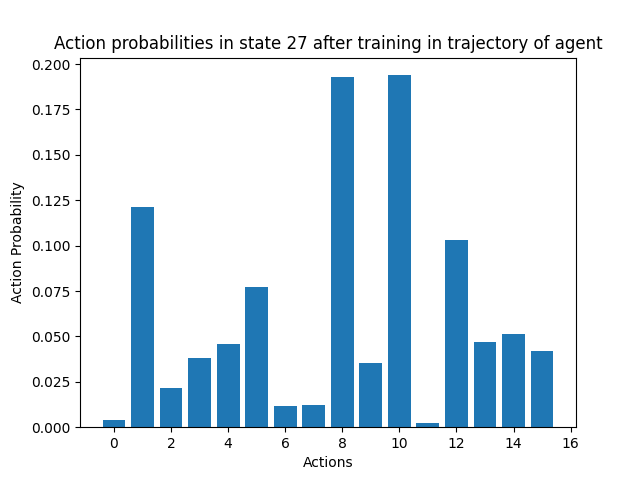 Action probabilities in state 27 after training in trajectory of agent
0.200
0.175
0.150
0.125
0.100
0.075
0.050
0.025
0.000
Action Probability
0 2 4 6 8 10 12 14 16
Actions